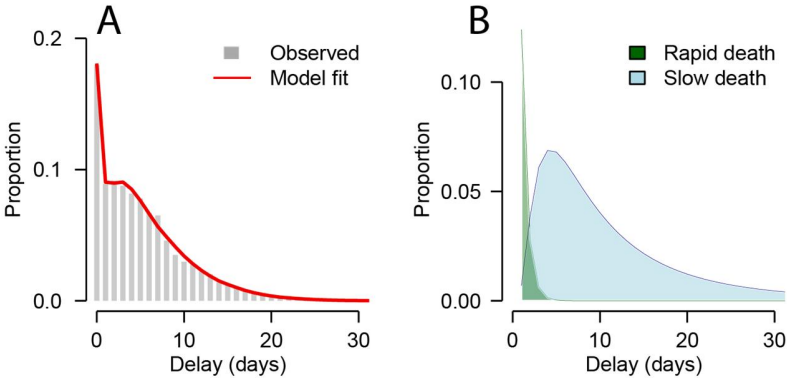 A
0.2
0.1
0.0
Proportion
0
10
20
30
Delay (days)
Observed
Model fit
B
0.10
0.05
0.00
Proportion
0
10
20
30
Delay (days)
Rapid death
Slow death